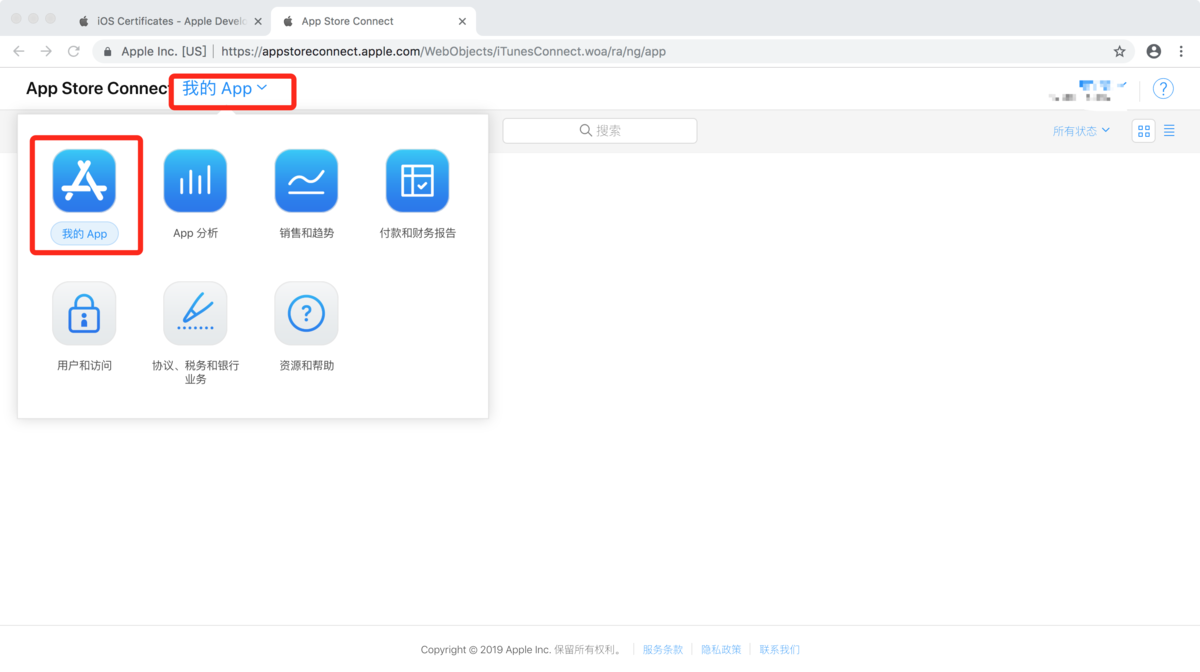 iOS Certificates - Apple Develo
App Store Connect
Apple Inc. [US]
https://appstoreconnect.apple.com/WebObjects/iTunesConnect.woa/ra/ng/app
App Store Connect
我的 App
?
搜索
所有状态
我的 App
App 分析
销售和趋势
付款和财务报告
?
用户和访问
协议、税务和银行
业务
资源和帮助
Copyright © 2019 Apple Inc. 保留所有权利。
服务条款
隐私政策
联系我们